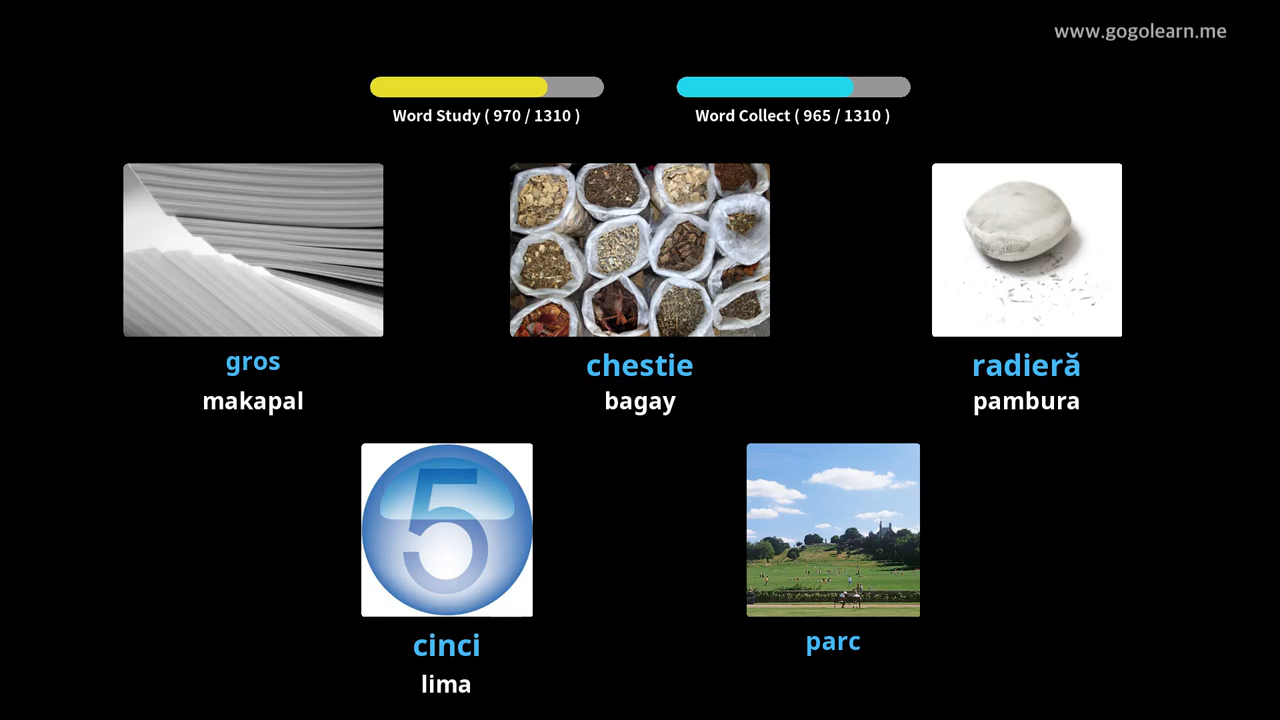 www.gogolearn.me
Word Study ( 970 / 1310 )
Word Collect ( 965 / 1310 )
gros
makapal
chestie
bagay
radieră
pambura
5
cinci
lima
parc